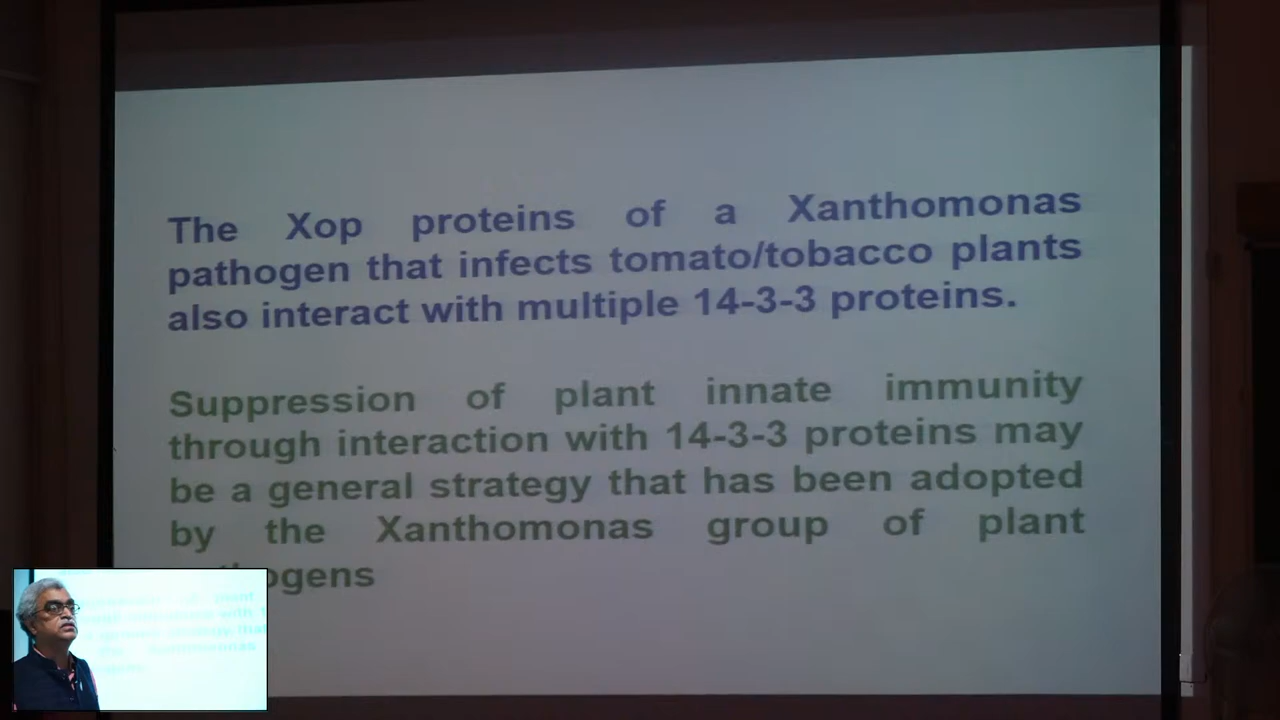 The Xop proteins of a Xanthomonas
pathogen that infects tomato/tobacco plants
also interact with multiple 14-3-3 proteins.
Suppression of plant innate immunity
through interaction with 14-3-3 proteins may
be a general strategy that has been adopted
by the Xanthomonas group of plant